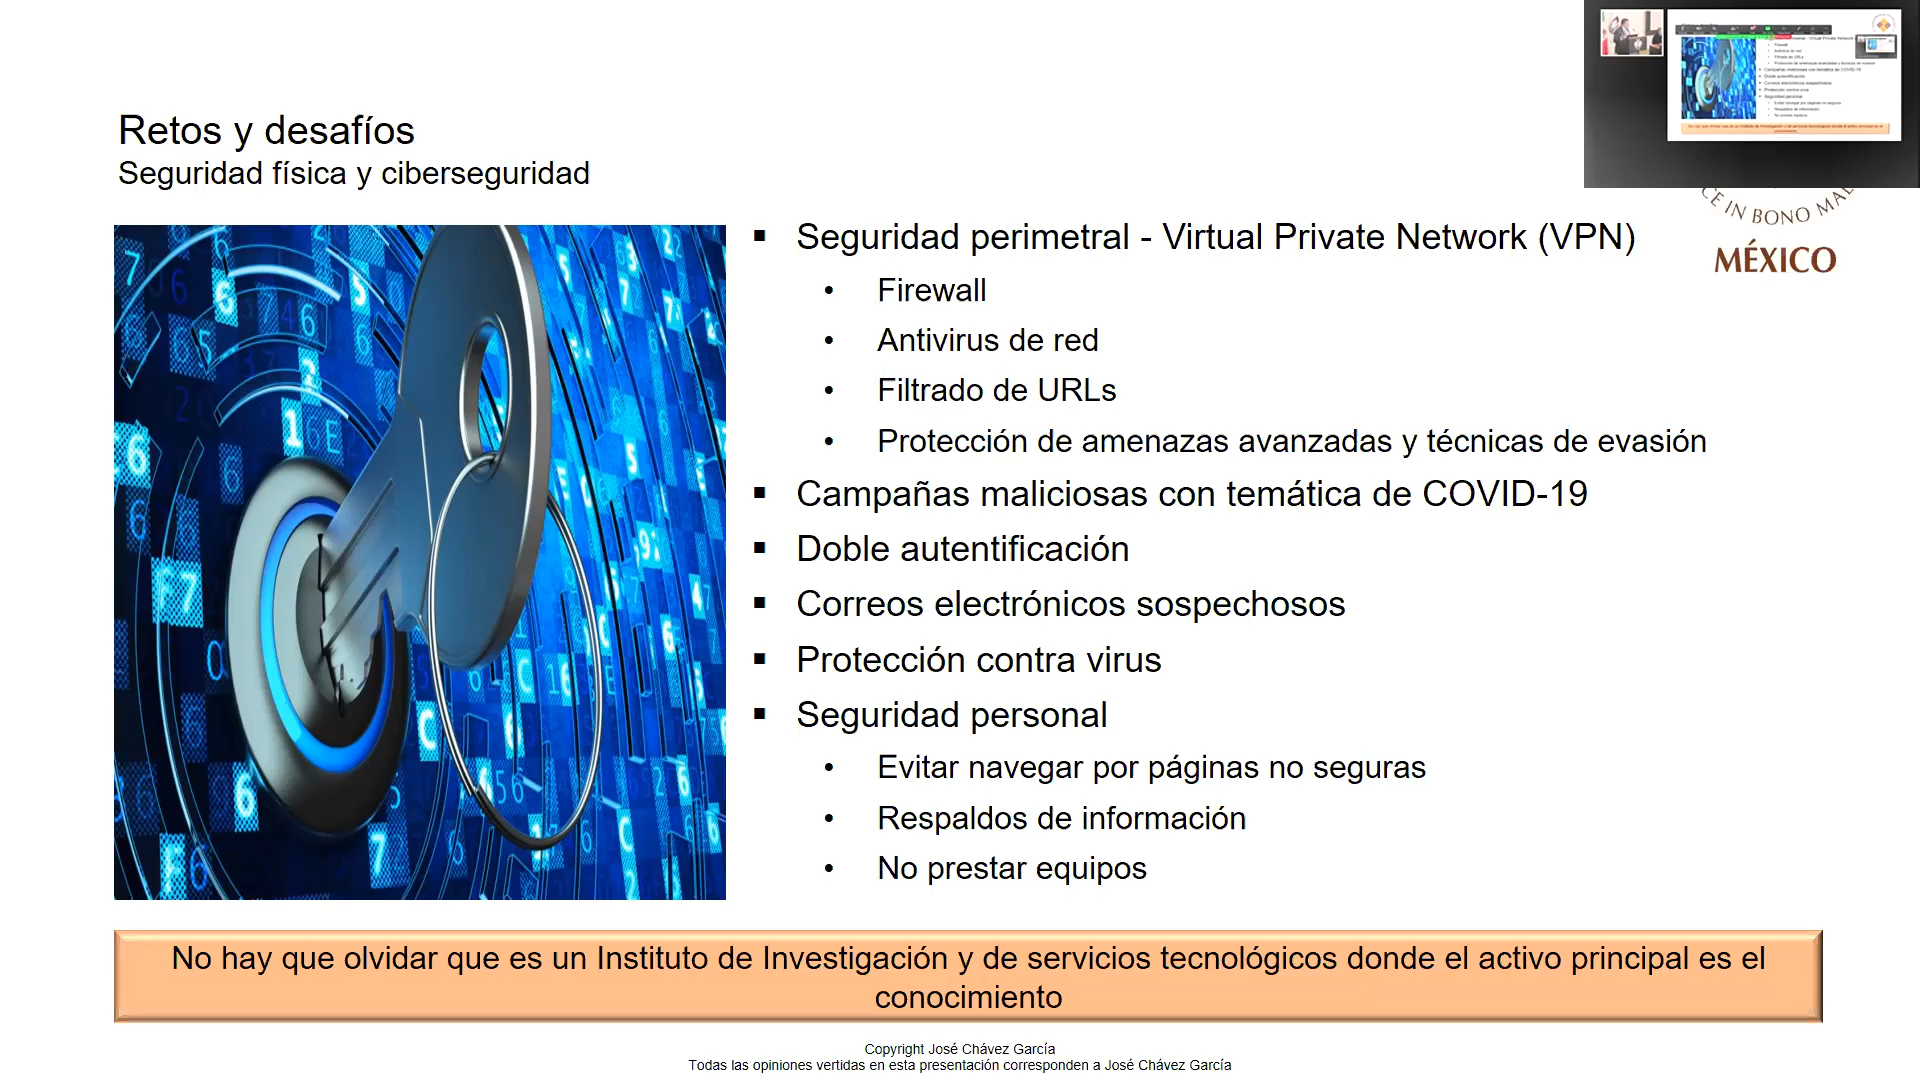 Retos y desafíos
Seguridad física y ciberseguridad
CE IN BONO MAL
MÉXICO
▪ Seguridad perimetral - Virtual Private Network (VPN)
• Firewall
• Antivirus de red
• Filtrado de URLs
• Protección de amenazas avanzadas y técnicas de evasión
▪ Campañas maliciosas con temática de COVID-19
▪ Doble autentificación
▪ Correos electrónicos sospechosos
▪ Protección contra virus
▪ Seguridad personal
• Evitar navegar por páginas no seguras
• Respaldos de información
• No prestar equipos
No hay que olvidar que es un Instituto de Investigación y de servicios tecnológicos donde el activo principal es el
conocimiento
Copyright José Chávez García
Todas las opiniones vertidas en esta presentación corresponden a José Chávez García